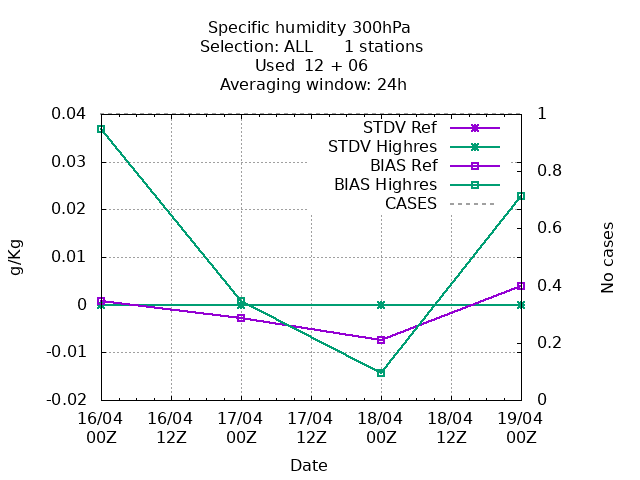 Specific humidity 300hPa
Selection: ALL      1 stations
Used  12 + 06
Averaging window: 24h
0.04
0.03
0.02
0.01
0
-0.01
-0.02
g/Kg
STDV Ref
STDV Highres
BIAS Ref
BIAS Highres
CASES
1
0.8
0.6
0.4
0.2
0
No cases
16/04 16/04 17/04 17/04 18/04 18/04 19/04
00Z 12Z 00Z 12Z 00Z 12Z 00Z
Date